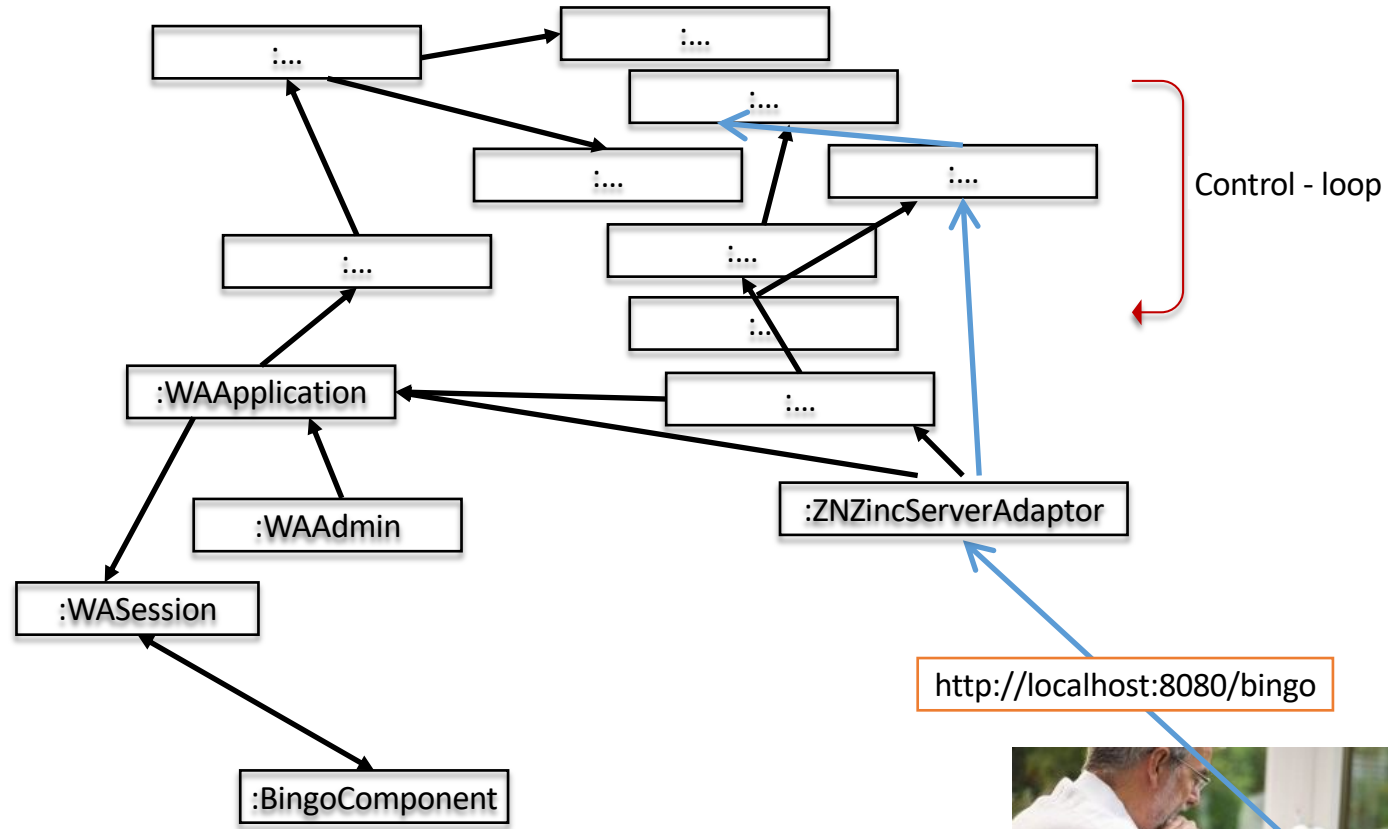 :...
:...
:...
:...
:...
Control - loop
:...
:...
:...
:WAApplication
:...
:WAAdmin
:ZNZincServerAdaptor
:WASession
http://localhost:8080/bingo
:BingoComponent